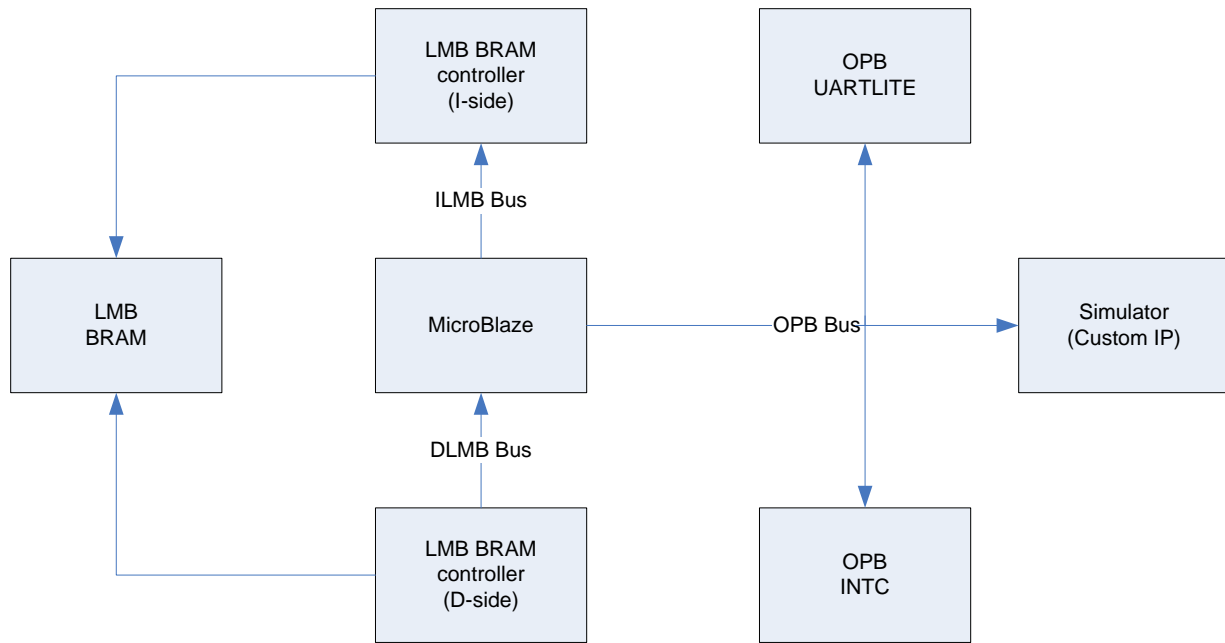 LMB BRAM
controller
(I-side)
OPB
UARTLITE
ILMB Bus
LMB
BRAM
MicroBlaze
OPB Bus
Simulator
(Custom IP)
DLMB Bus
LMB BRAM
controller
(D-side)
OPB
INTC